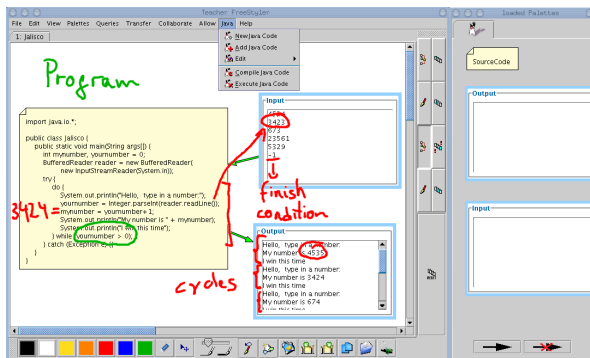 Teacher FreeStyler
File Edit View Palettes Queries Transfer Collaborate Allow Java Help
1: Jalisco
New Java Code
Add Java Code
Edit
Compile Java Code
Execute Java Code
Program
import java.io.*;
public class Jalisco {
public static void main(String args[]) {
int mynumber, yournumber = 0;
BufferedReader reader = new BufferedReader(
new InputStreamReader(System.in));
try {
do {
System.out.println("Hello, type in a number:");
yournumber = Integer.parseInt(reader.readLine());
3424 = mynumber = yournumber+1;
System.out.println("My number is " + mynumber);
System.out.println("I win this time");
} while (yournumber > 0);
} catch (Exception e) {}
}
}
cycles
Input
3423
673
23561
5329
-1
finish
condition
Output
Hello, type in a number:
My number is 4535
I win this time
Hello, type in a number:
My number is 3424
I win this time
Hello, type in a number:
My number is 674
I win this time
loaded Palettes
SourceCode
Output
Input